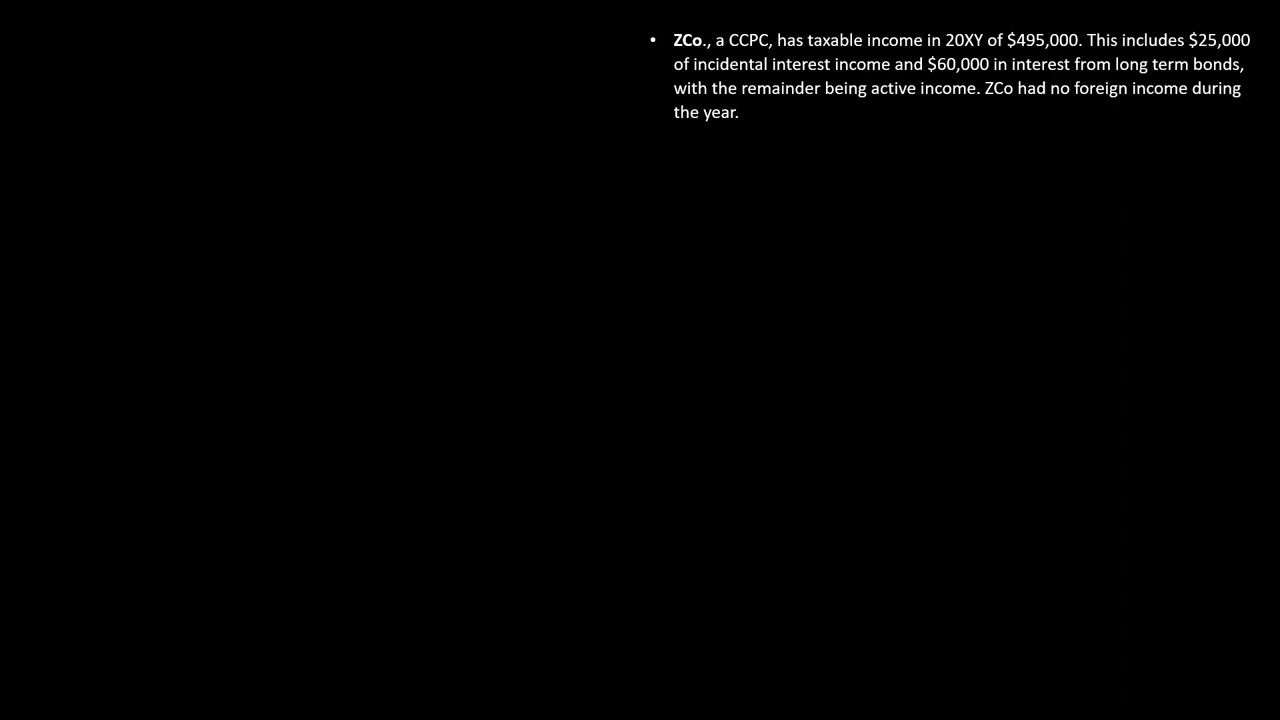 • ZCo., a CCPC, has taxable income in 20XY of $495,000. This includes $25,000
of incidental interest income and $60,000 in interest from long term bonds,
with the remainder being active income. ZCo had no foreign income during
the year.